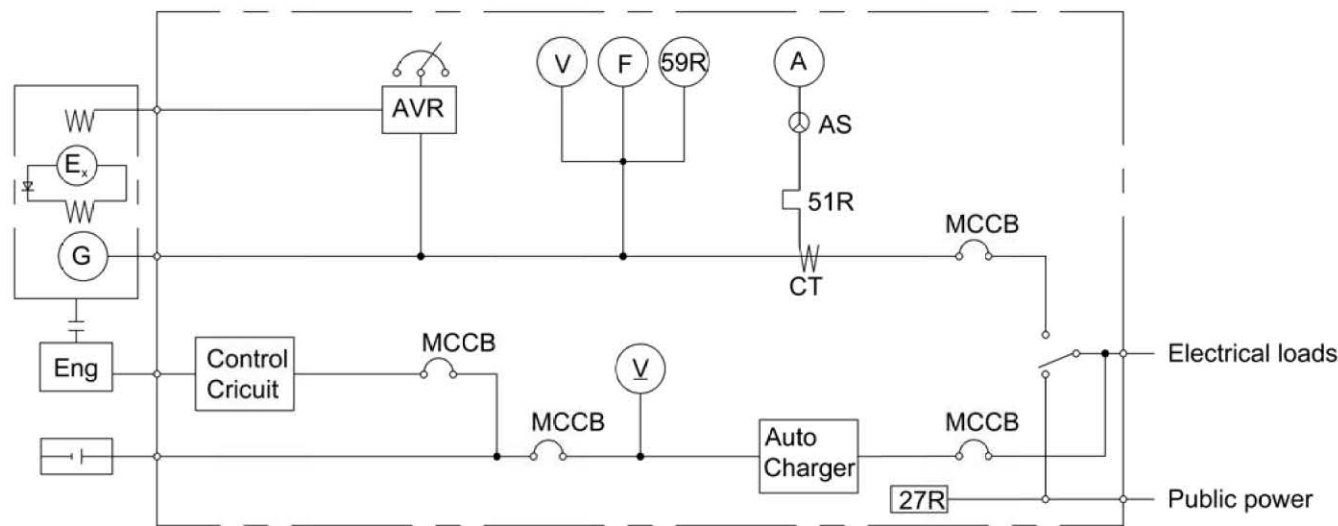 V
F
59R
A
AVR
AS
Ex
51R
G
MCCB
CT
Eng
Control
Cricuit
MCCB
V
Electrical loads
MCCB
Auto
Charger
MCCB
27R
Public power